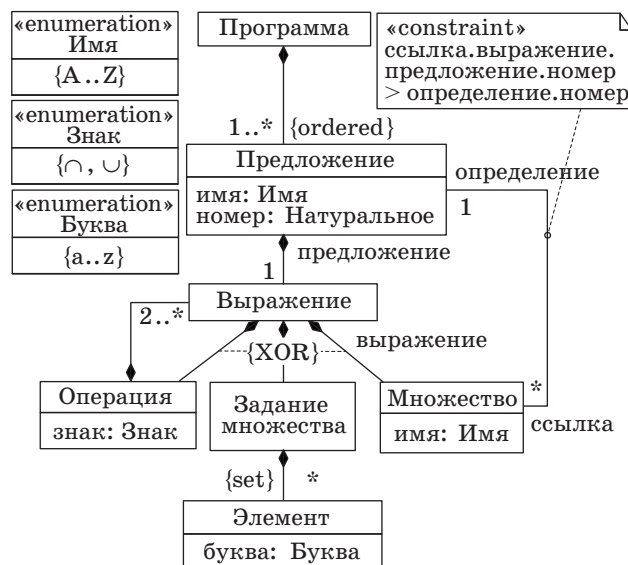 «enumeration»
Имя
{A..Z}
«enumeration»
Знак
{∩, ∪}
«enumeration»
Буква
{a..z}
Программа
1..* {ordered}
«constraint»
ссылка.выражение.
предложение.номер
> определение.номер
Предложение
имя: Имя
номер: Натуральное
определение
1
предложение
1
Выражение
2..*
{XOR}
выражение
Операция
знак: Знак
Задание
множества
Множество
имя: Имя
*
ссылка
{set} *
Элемент
буква: Буква